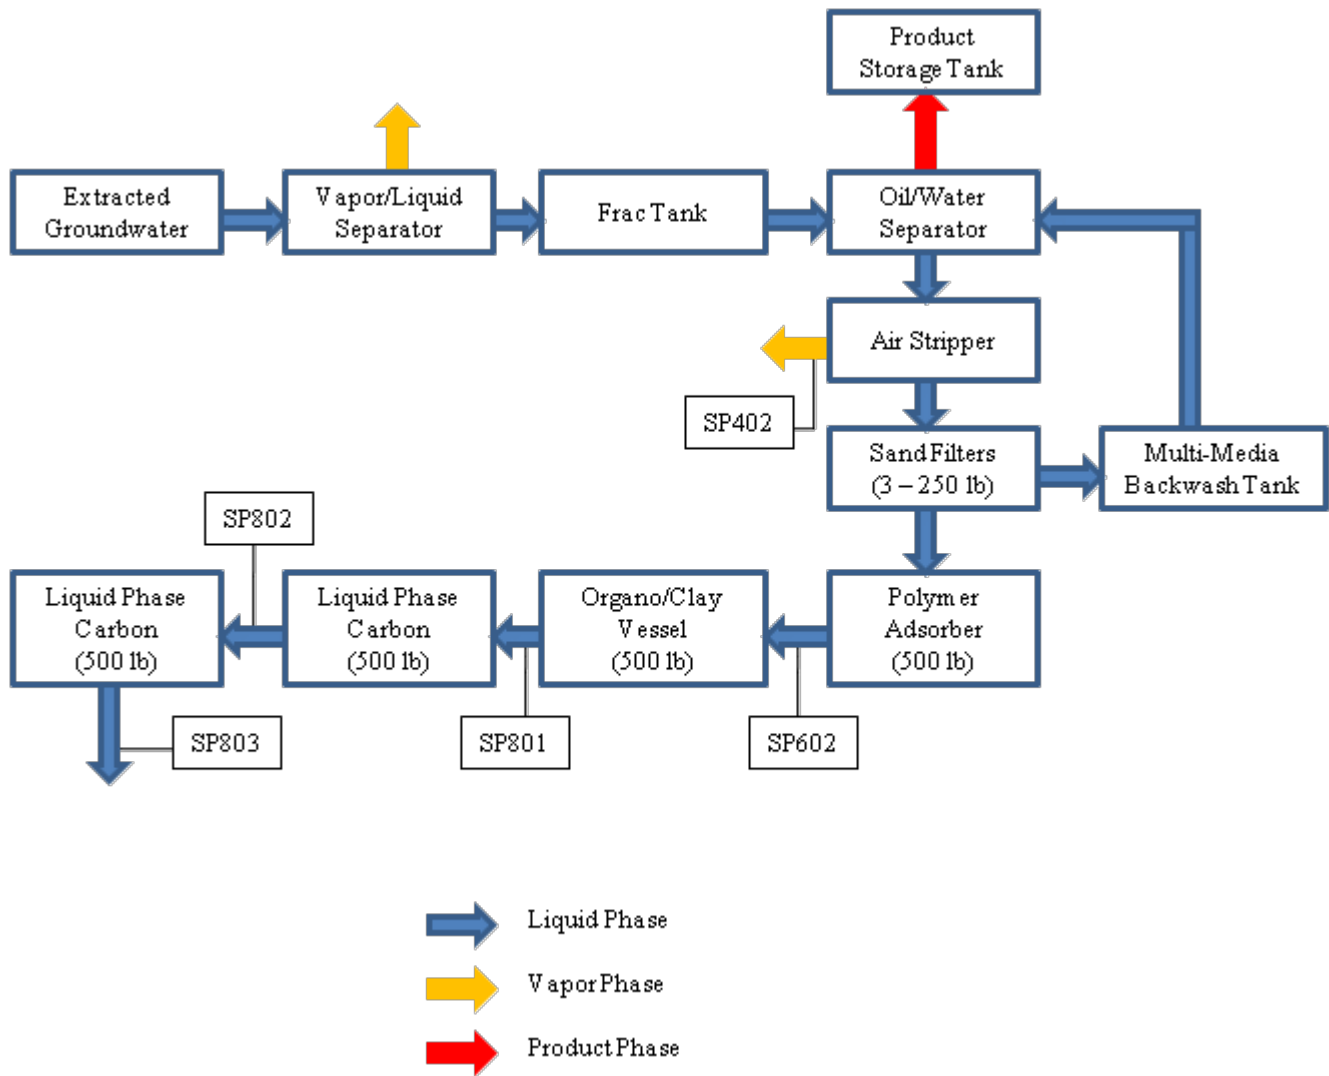 Product
Storage Tank
Extracted
Groundwater
Vapor/Liquid
Separator
Frac Tank
Oil/Water
Separator
Air Stripper
SP402
Sand Filters
(3 – 250 lb)
Multi-Media
Backwash Tank
SP802
Liquid Phase
Carbon
(500 lb)
Liquid Phase
Carbon
(500 lb)
Organo/Clay
Vessel
(500 lb)
Polymer
Adsorber
(500 lb)
SP803
SP801
SP602
Liquid Phase
Vapor Phase
Product Phase